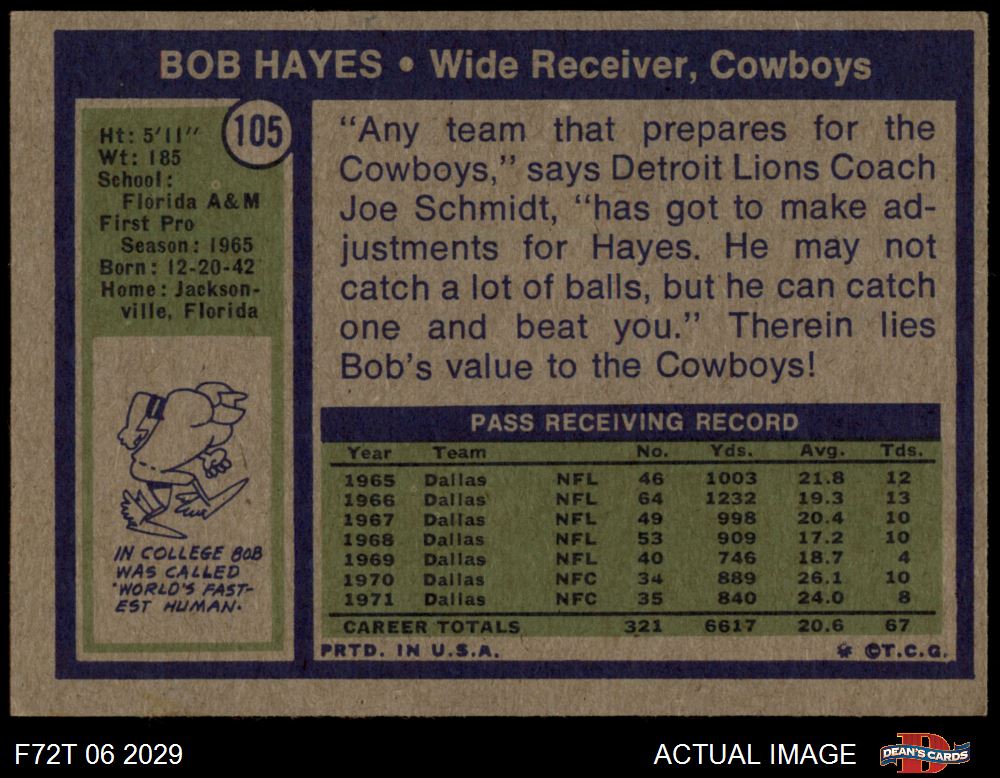 BOB HAYES • Wide Receiver, Cowboys
105
Ht: 5'11"
Wt: 185
School:
Florida A&M
First Pro
Season: 1965
Born: 12-20-42
Home: Jackson-
ville, Florida
IN COLLEGE BOB
WAS CALLED
"WORLD'S FAST-
EST HUMAN.
"Any team that prepares for the
Cowboys," says Detroit Lions Coach
Joe Schmidt, "has got to make ad-
justments for Hayes. He may not
catch a lot of balls, but he can catch
one and beat you." Therein lies
Bob's value to the Cowboys!
PASS RECEIVING RECORD
Year Team No. Yds. Avg. Tds.
1965 Dallas NFL 46 1003 21.8 12
1966 Dallas NFL 64 1232 19.3 13
1967 Dallas NFL 49 998 20.4 10
1968 Dallas NFL 53 909 17.2 10
1969 Dallas NFL 40 746 18.7 4
1970 Dallas NFC 34 889 26.1 10
1971 Dallas NFC 35 840 24.0 8
CAREER TOTALS 321 6617 20.6 67
PRTD. IN U.S.A. * ©T.C.G.
F72T 06 2029 ACTUAL IMAGE
D
DEAN'S CARDS